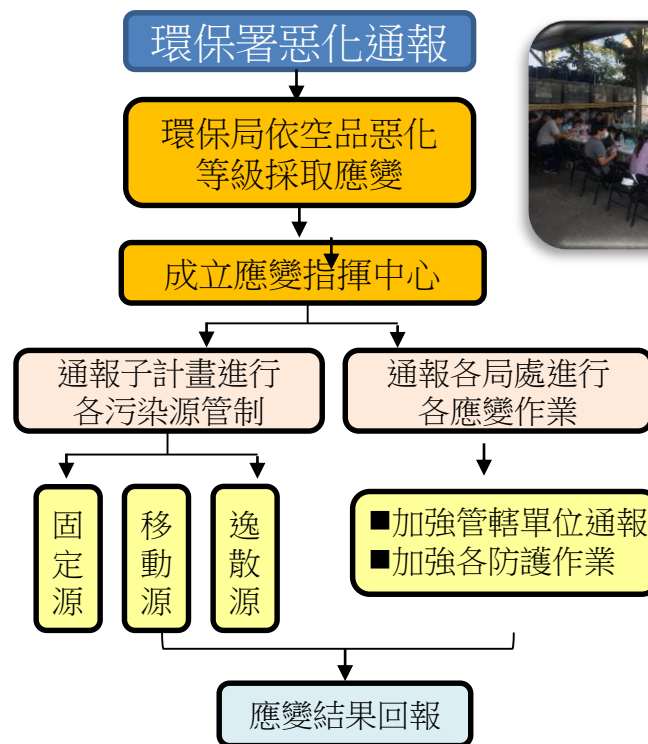 環保署惡化通報
環保局依空品惡化
等級採取應變
成立應變指揮中心
通報子計畫進行
各污染源管制
通報各局處進行
各應變作業
固定源
移動源
逸散源
■加強管轄單位通報
■加強各防護作業
應變結果回報